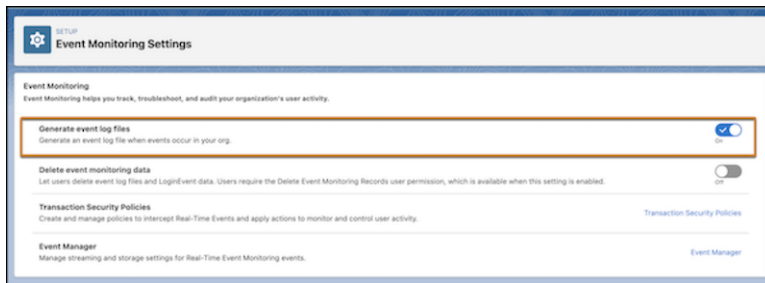 SETUP
Event Monitoring Settings
Event Monitoring
Event Monitoring helps you track, troubleshoot, and audit your organization's user activity.
Generate event log files
Generate an event log file when events occur in your org.
On
Delete event monitoring data
Let users delete event log files and LoginEvent data. Users require the Delete Event Monitoring Records user permission, which is available when this setting is enabled.
Off
Transaction Security Policies
Create and manage policies to intercept Real-Time Events and apply actions to monitor and control user activity.
Transaction Security Policies
Event Manager
Manage streaming and storage settings for Real-Time Event Monitoring events.
Event Manager